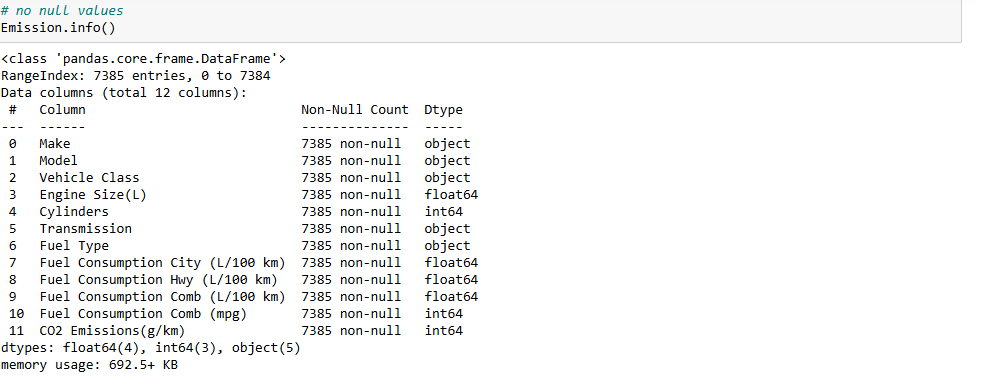 # no null values
Emission.info()
<class 'pandas.core.frame.DataFrame'>
RangeIndex: 7385 entries, 0 to 7384
Data columns (total 12 columns):
 #   Column                            Non-Null Count  Dtype
---  ------                            --------------  -----
 0   Make                              7385 non-null   object
 1   Model                             7385 non-null   object
 2   Vehicle Class                     7385 non-null   object
 3   Engine Size(L)                    7385 non-null   float64
 4   Cylinders                         7385 non-null   int64
 5   Transmission                      7385 non-null   object
 6   Fuel Type                         7385 non-null   object
 7   Fuel Consumption City (L/100 km)  7385 non-null   float64
 8   Fuel Consumption Hwy (L/100 km)   7385 non-null   float64
 9   Fuel Consumption Comb (L/100 km)  7385 non-null   float64
 10  Fuel Consumption Comb (mpg)       7385 non-null   int64
 11  CO2 Emissions(g/km)               7385 non-null   int64
dtypes: float64(4), int64(3), object(5)
memory usage: 692.5+ KB